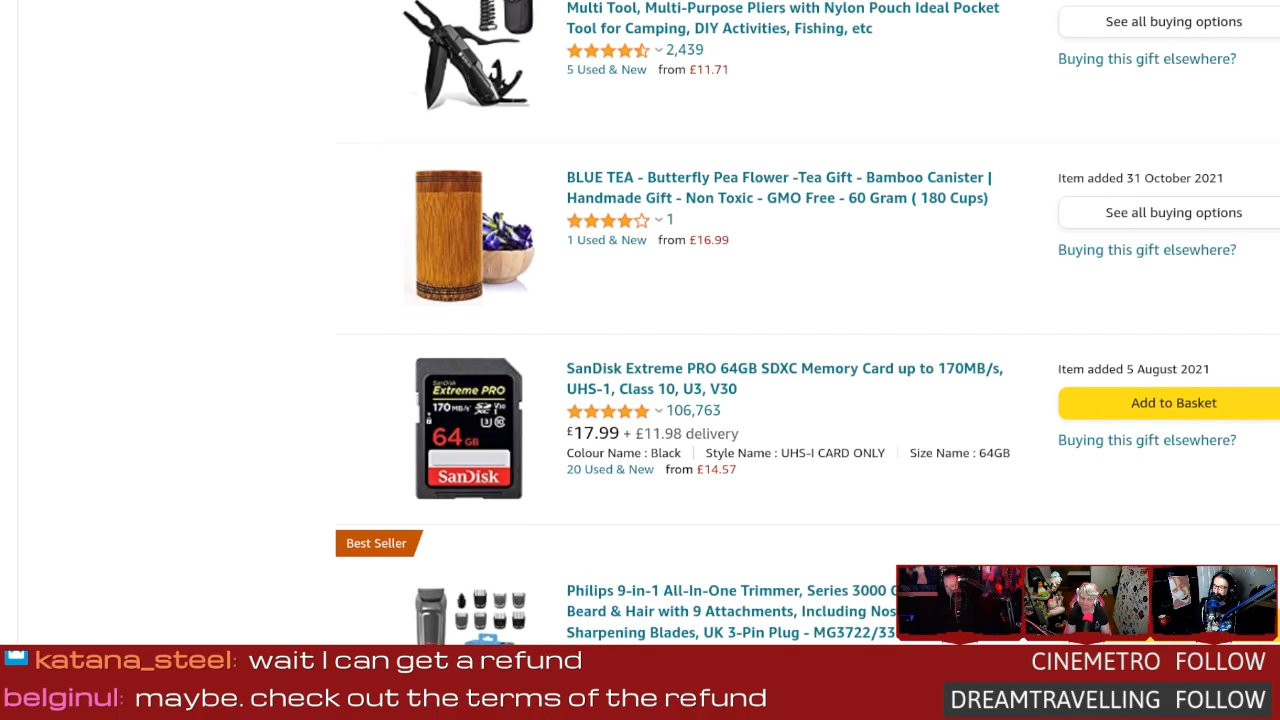 Multi Tool, Multi-Purpose Pliers with Nylon Pouch Ideal Pocket
Tool for Camping, DIY Activities, Fishing, etc
2,439
5 Used & New from £11.71
See all buying options
Buying this gift elsewhere?
BLUE TEA - Butterfly Pea Flower -Tea Gift - Bamboo Canister |
Handmade Gift - Non Toxic - GMO Free - 60 Gram ( 180 Cups)
1
1 Used & New from £16.99
Item added 31 October 2021
See all buying options
Buying this gift elsewhere?
SanDisk
Extreme PRO
170 MB/s
64 GB
SanDisk
SanDisk Extreme PRO 64GB SDXC Memory Card up to 170MB/s,
UHS-1, Class 10, U3, V30
106,763
£17.99 + £11.98 delivery
Colour Name : Black | Style Name : UHS-I CARD ONLY | Size Name : 64GB
20 Used & New from £14.57
Item added 5 August 2021
Add to Basket
Buying this gift elsewhere?
Best Seller
Philips 9-in-1 All-In-One Trimmer, Series 3000
Beard & Hair with 9 Attachments, Including Nos
Sharpening Blades, UK 3-Pin Plug - MG3722/33
katana_steel: wait I can get a refund
belginul: maybe. check out the terms of the refund
CINEMETRO FOLLOW
DREAMTRAVELLING FOLLOW